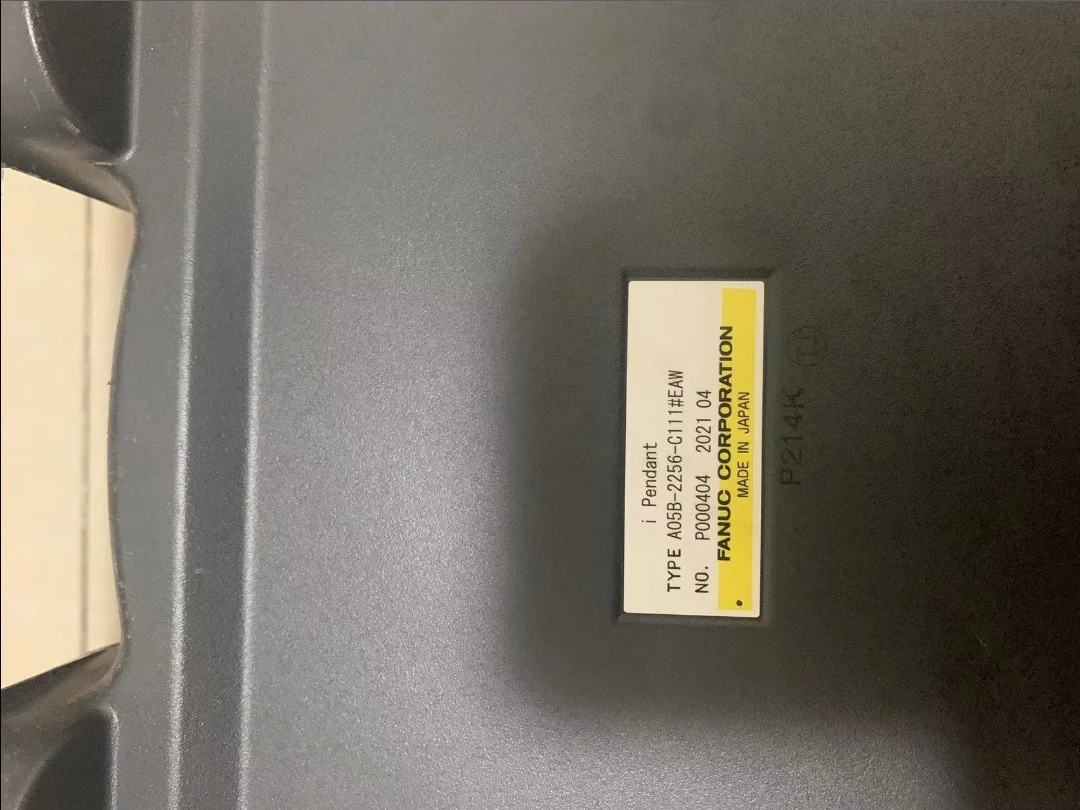 i Pendant
TYPE A05B-2256-C111#EAW
NO. P000404 2021 04
FANUC CORPORATION
MADE IN JAPAN
P214K